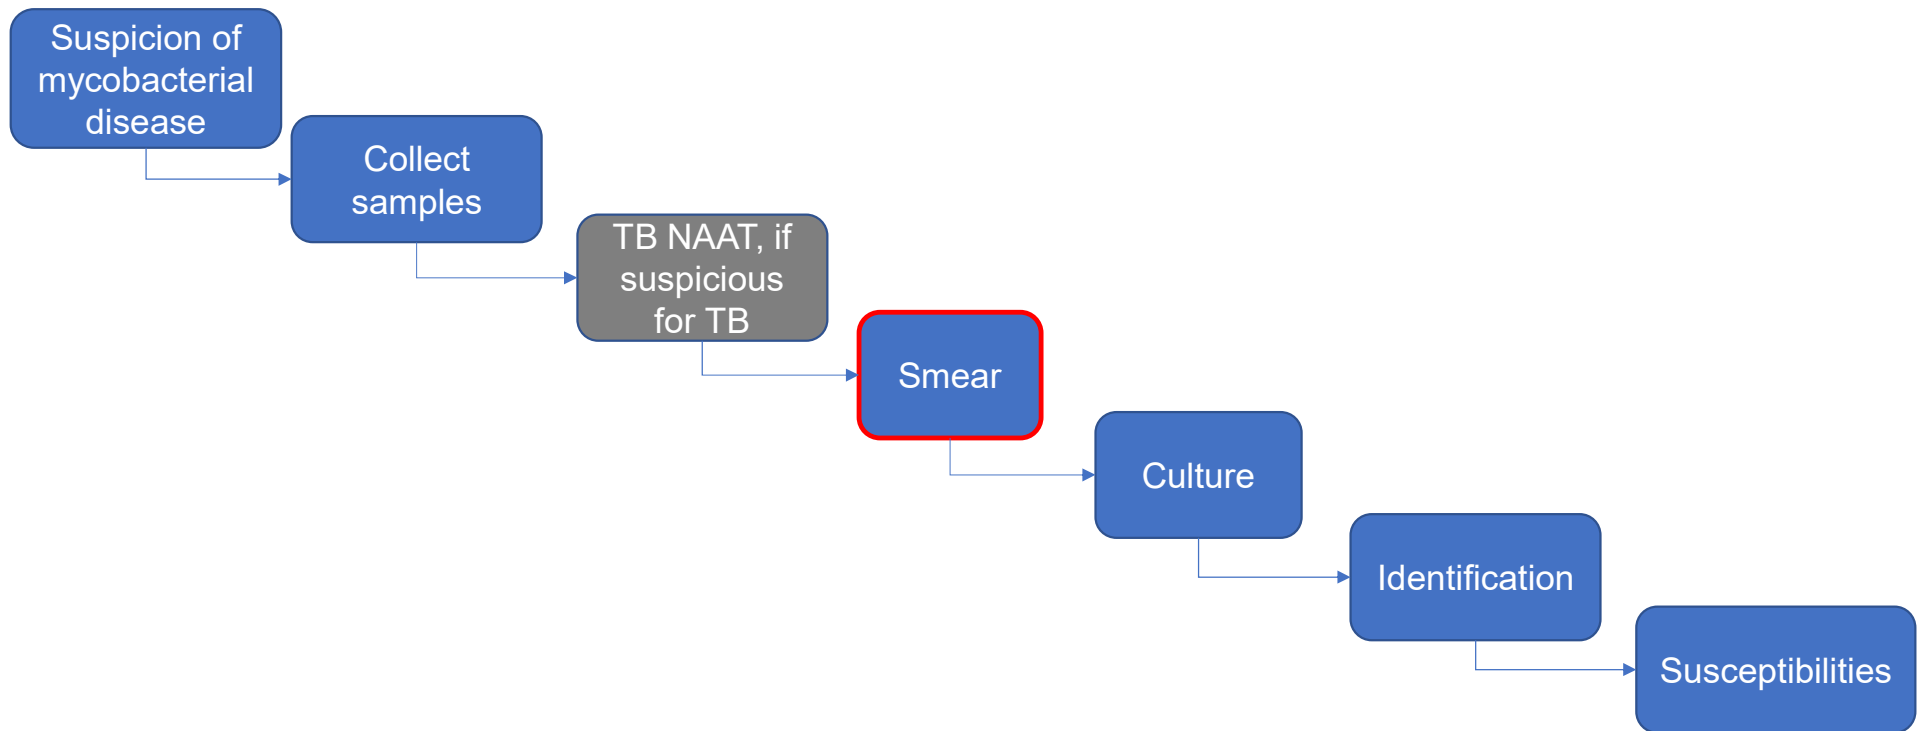 Suspicion of
mycobacterial
disease
Collect
samples
TB NAAT, if
suspicious
for TB
Smear
Culture
Identification
Susceptibilities